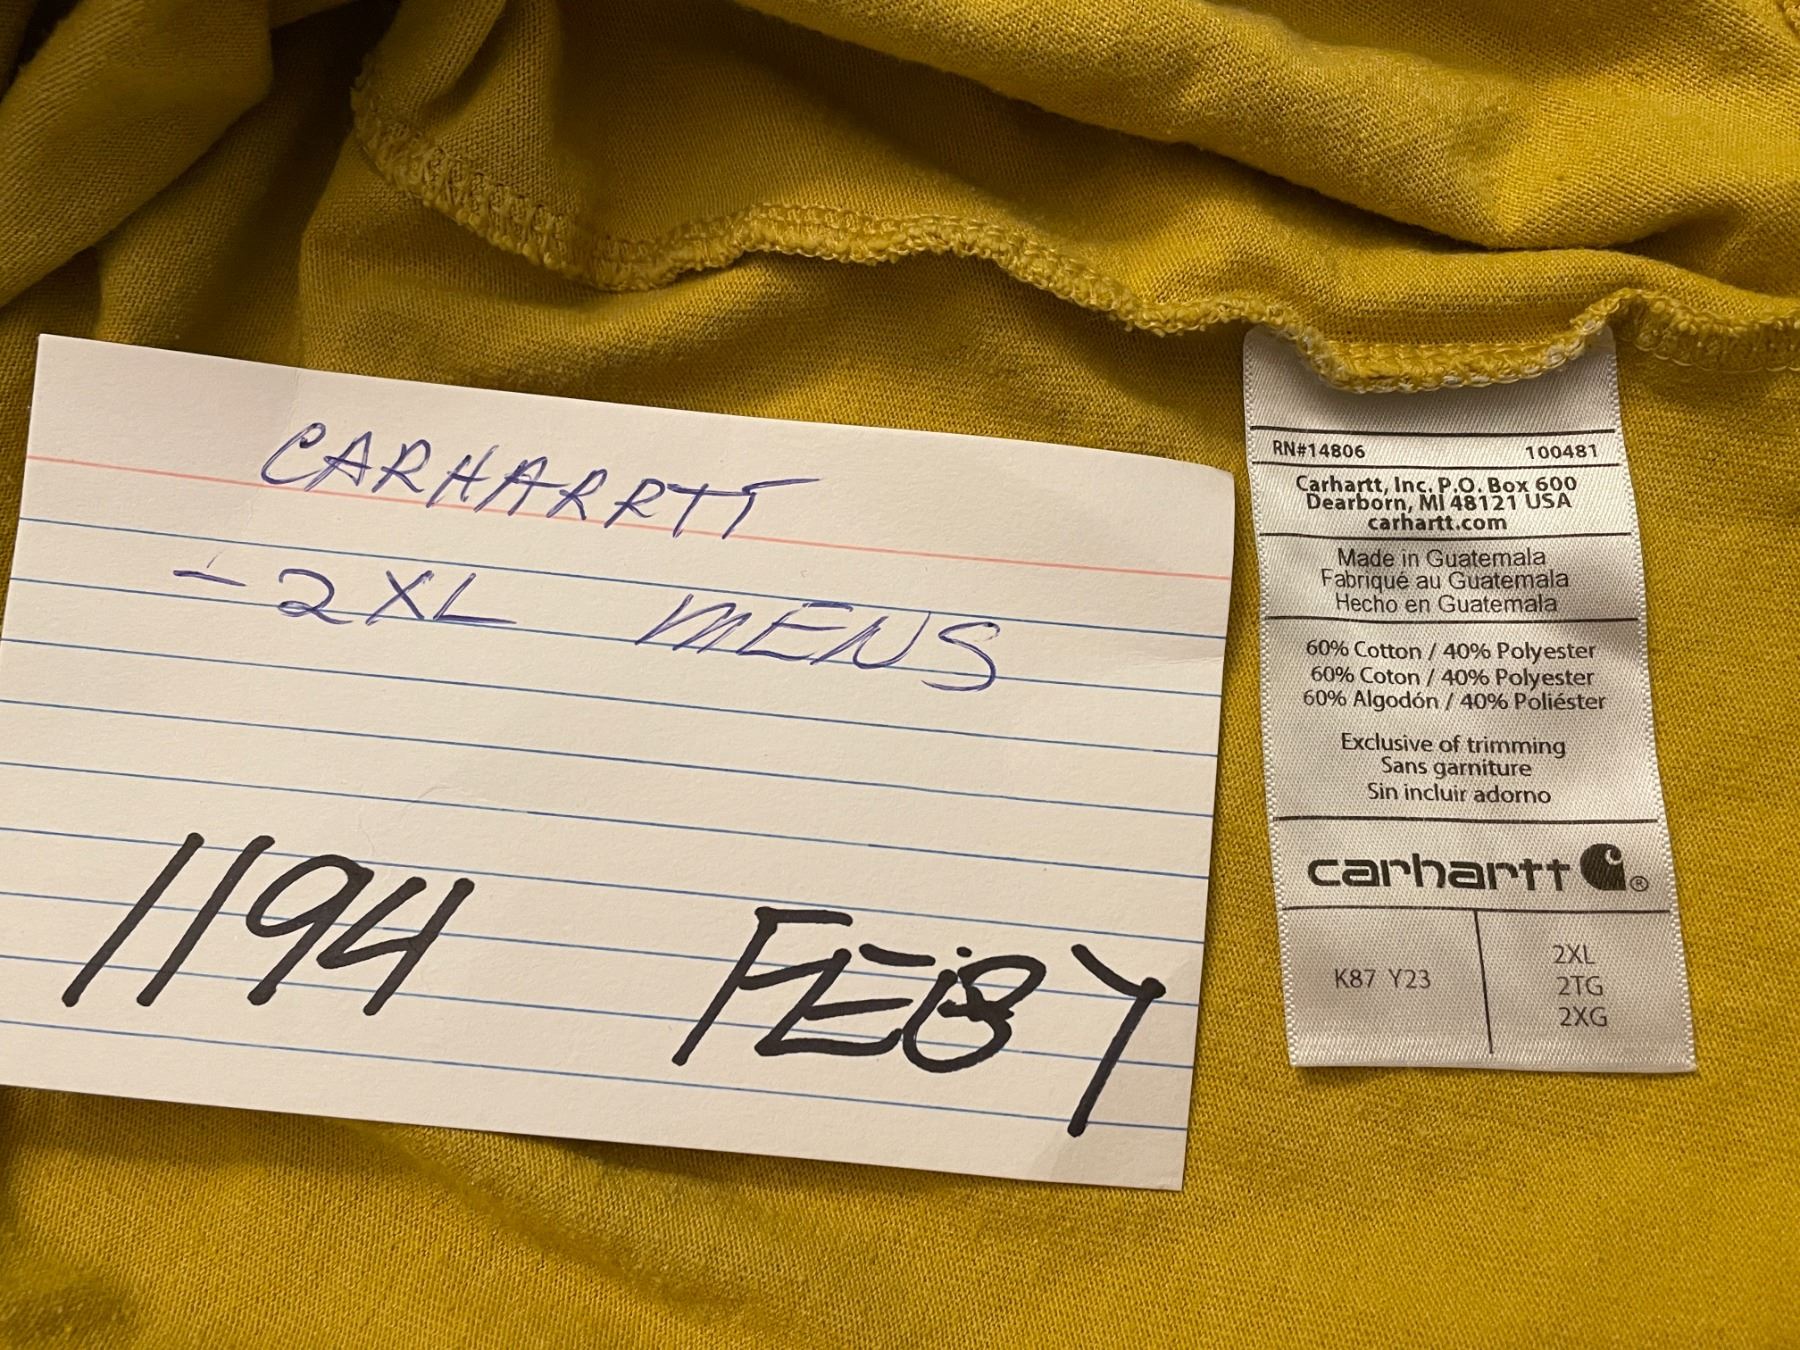 CARHARRTT
- 2XL MENS
1194 FEBY
RN#14806 100481
Carhartt, Inc. P.O. Box 600
Dearborn, MI 48121 USA
carhartt.com
Made in Guatemala
Fabriqué au Guatemala
Hecho en Guatemala
60% Cotton / 40% Polyester
60% Coton / 40% Polyester
60% Algodón / 40% Poliéster
Exclusive of trimming
Sans garniture
Sin incluir adorno
carhartt ®
K87 Y23
2XL
2TG
2XG